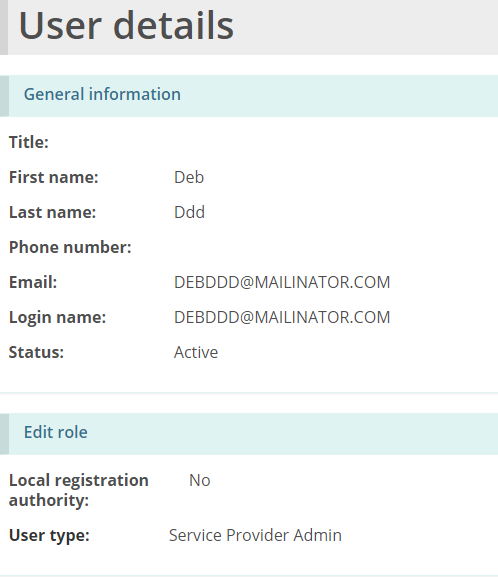 User details
General information
Title:
First name: Deb
Last name: Ddd
Phone number:
Email: DEBDDD@MAILINATOR.COM
Login name: DEBDDD@MAILINATOR.COM
Status: Active
Edit role
Local registration No
authority:
User type: Service Provider Admin